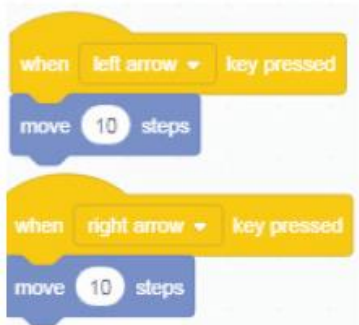 when left arrow key pressed
move 10 steps
when right arrow key pressed
move 10 steps